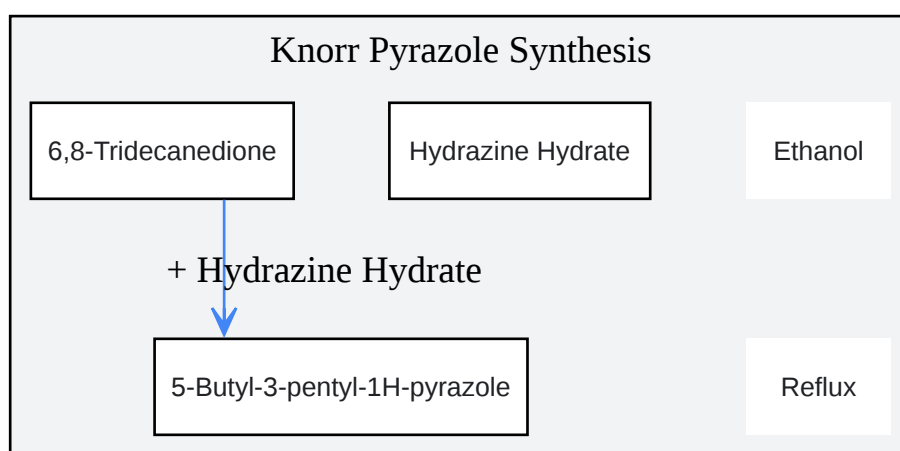 Knorr Pyrazole Synthesis
6,8-Tridecanedione
Hydrazine Hydrate
Ethanol
+ Hydrazine Hydrate
5-Butyl-3-pentyl-1H-pyrazole
Reflux